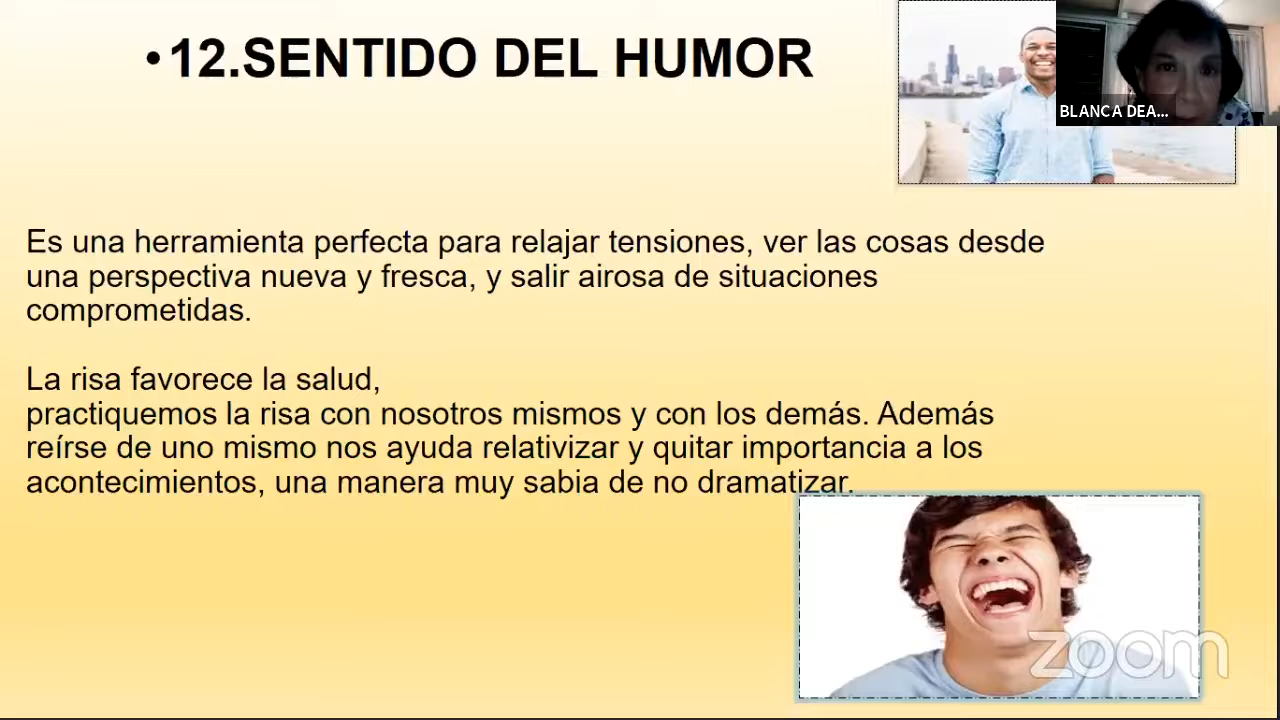 •12.SENTIDO DEL HUMOR
BLANCA DEA...
Es una herramienta perfecta para relajar tensiones, ver las cosas desde
una perspectiva nueva y fresca, y salir airosa de situaciones
comprometidas.
La risa favorece la salud,
practiquemos la risa con nosotros mismos y con los demás. Además
reírse de uno mismo nos ayuda relativizar y quitar importancia a los
acontecimientos, una manera muy sabia de no dramatizar.
zoom